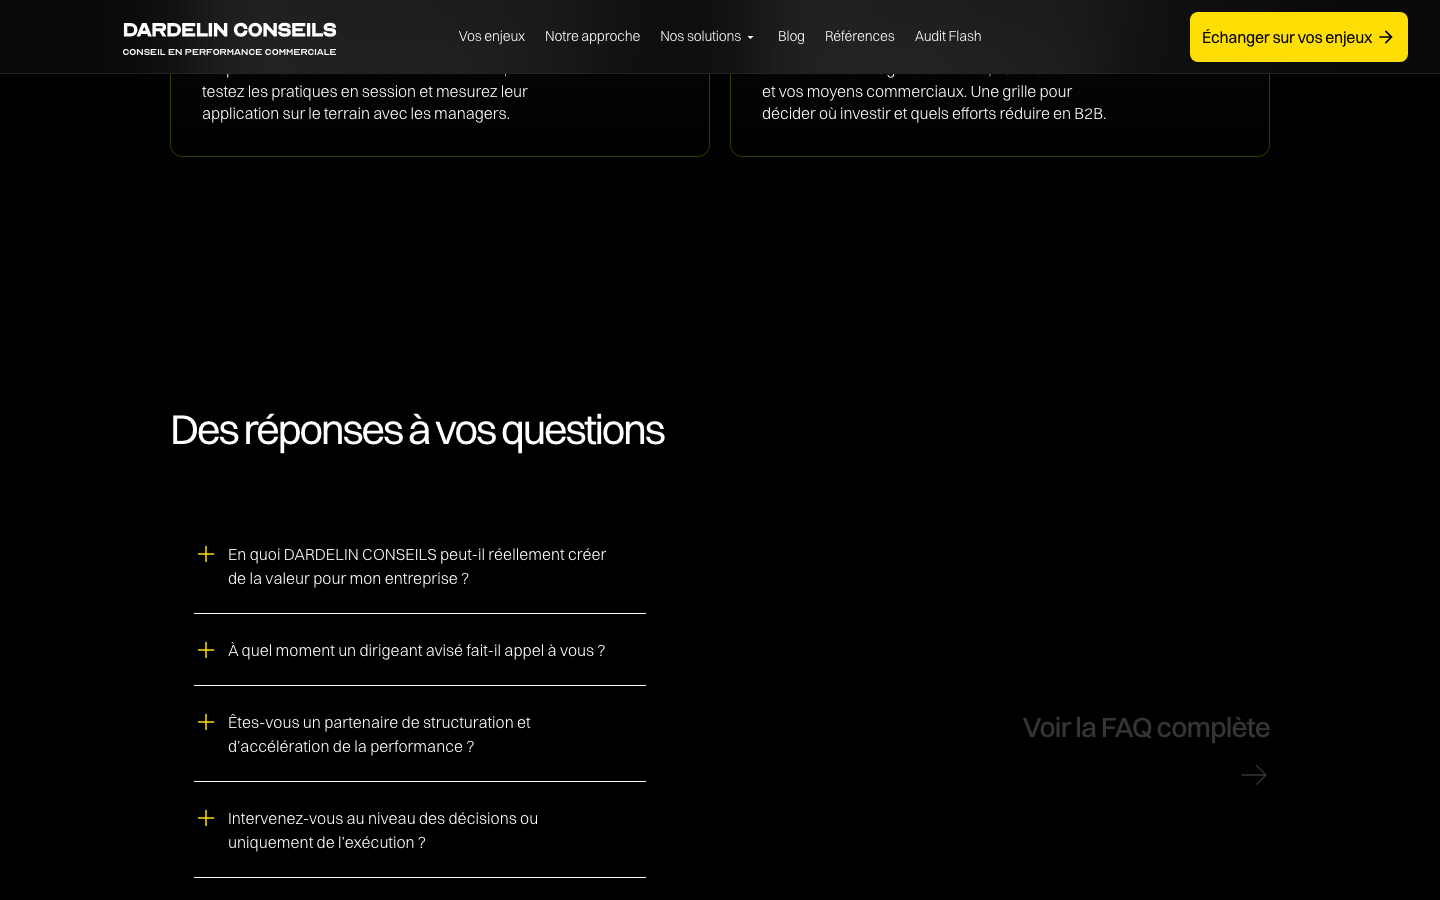 DARDELIN CONSEILS
CONSEIL EN PERFORMANCE COMMERCIALE
Vos enjeux
Notre approche
Nos solutions
Blog
Références
Audit Flash
Échanger sur vos enjeux
testez les pratiques en session et mesurez leur
application sur le terrain avec les managers.
et vos moyens commerciaux. Une grille pour
décider où investir et quels efforts réduire en B2B.
Des réponses à vos questions
En quoi DARDELIN CONSEILS peut-il réellement créer
de la valeur pour mon entreprise ?
À quel moment un dirigeant avisé fait-il appel à vous ?
Êtes-vous un partenaire de structuration et
d’accélération de la performance ?
Voir la FAQ complète
Intervenez-vous au niveau des décisions ou
uniquement de l’exécution ?